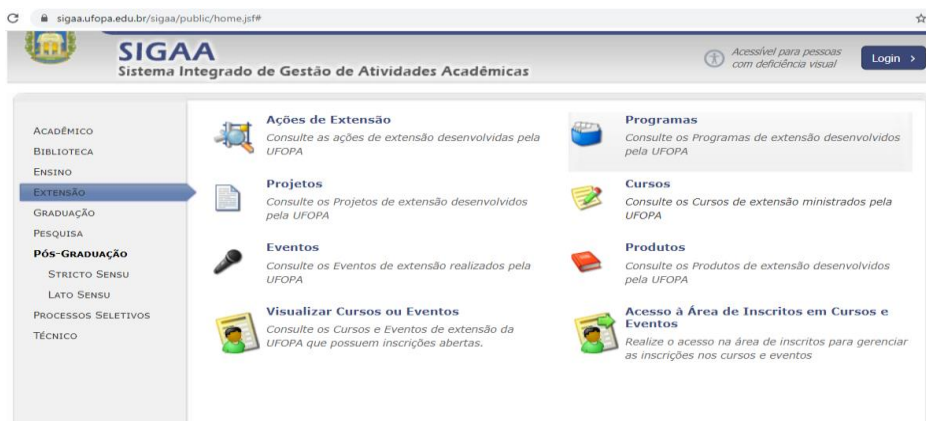 sigaa.ufopa.edu.br/sigaa/public/home.jsf#
SIGAA
Sistema Integrado de Gestão de Atividades Acadêmicas
Acessível para pessoas
com deficiência visual
Login >
ACADÊMICO
BIBLIOTECA
ENSINO
EXTENSÃO
GRADUAÇÃO
PESQUISA
PÓS-GRADUAÇÃO
STRICTO SENSU
LATO SENSU
PROCESSOS SELETIVOS
TÉCNICO
Ações de Extensão
Consulte as ações de extensão desenvolvidas pela
UFOPA
Programas
Consulte os Programas de extensão desenvolvidos
pela UFOPA
Projetos
Consulte os Projetos de extensão desenvolvidos
pela UFOPA
Cursos
Consulte os Cursos de extensão ministrados pela
UFOPA
Eventos
Consulte os Eventos de extensão realizados pela
UFOPA
Produtos
Consulte os Produtos de extensão desenvolvidos
pela UFOPA
Visualizar Cursos ou Eventos
Consulte os Cursos e Eventos de extensão da
UFOPA que possuem inscrições abertas.
Acesso à Área de Inscritos em Cursos e
Eventos
Realize o acesso na área de inscritos para gerenciar
as inscrições nos cursos e eventos